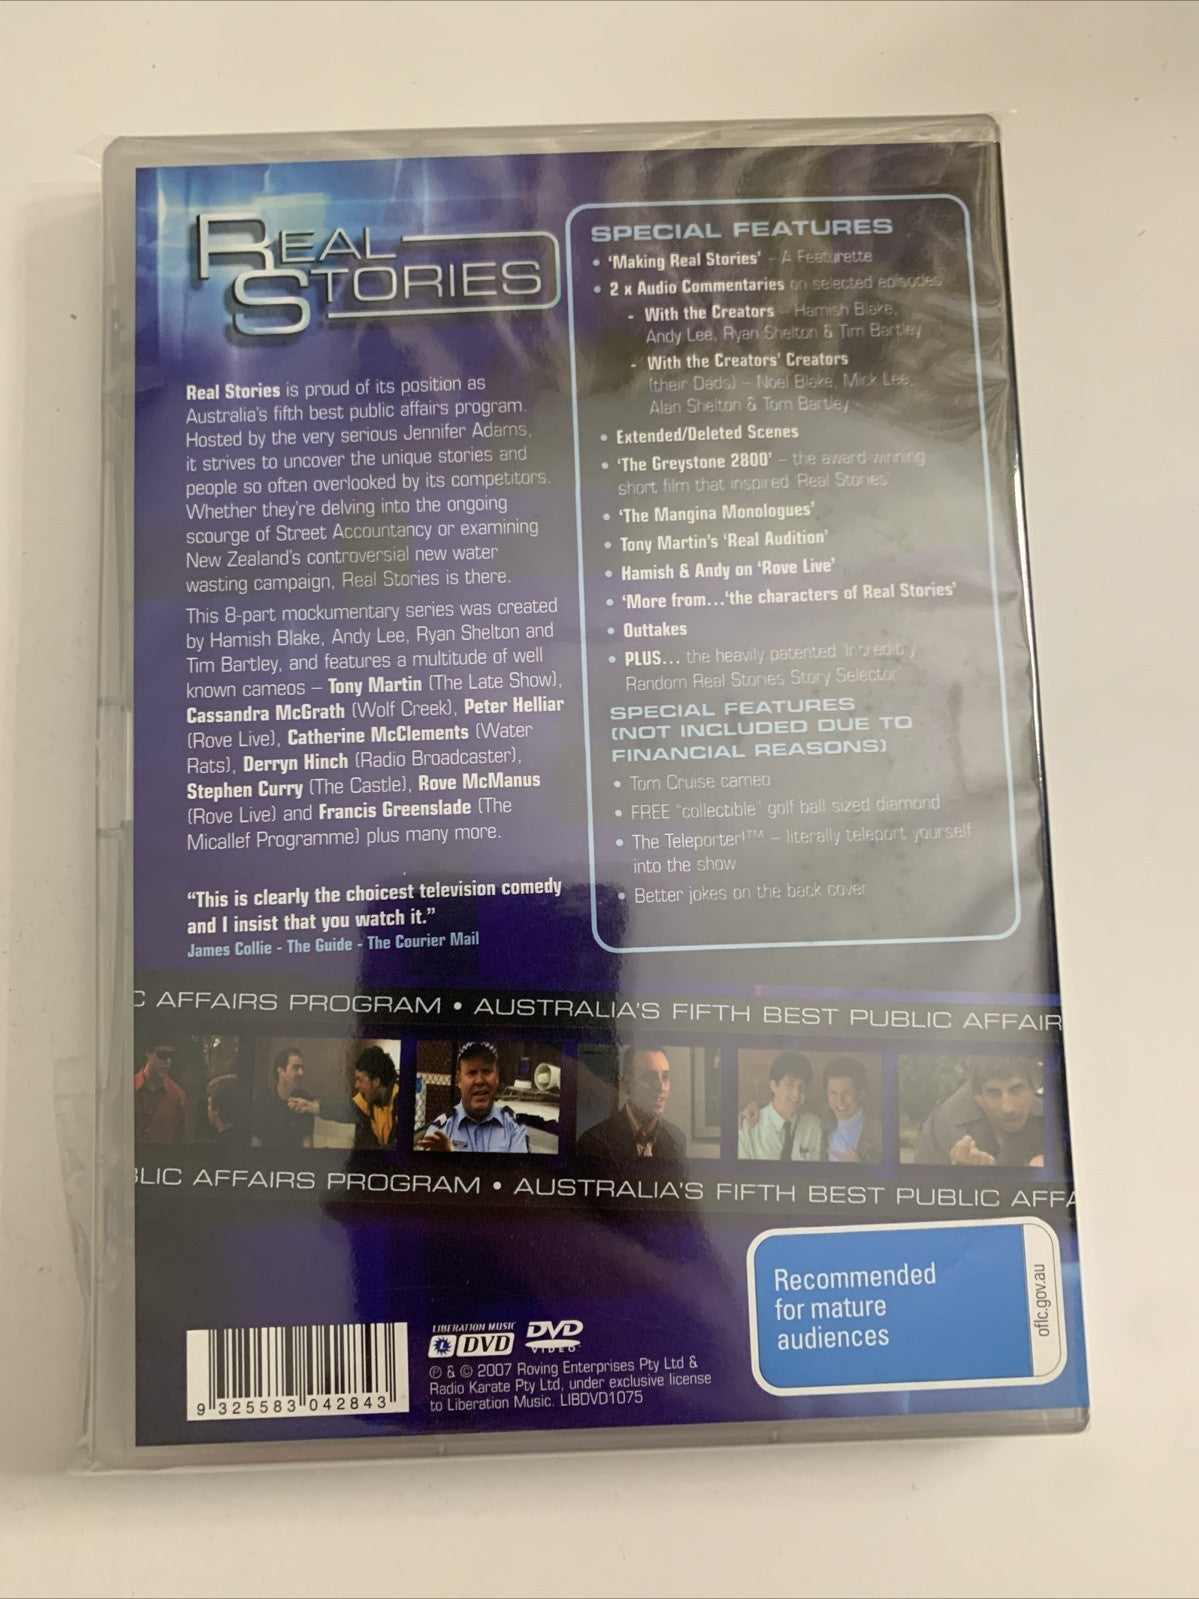 REAL
STORIES
Real Stories is proud of its position as
Australia's fifth best public affairs program.
Hosted by the very serious Jennifer Adams,
it strives to uncover the unique stories and
people so often overlooked by its competitors.
Whether they're delving into the ongoing
scourge of Street Accountancy or examining
New Zealand's controversial new water
wasting campaign, Real Stories is there.
This 8-part mockumentary series was created
by Hamish Blake, Andy Lee, Ryan Shelton and
Tim Bartley, and features a multitude of well
known cameos – Tony Martin (The Late Show),
Cassandra McGrath (Wolf Creek), Peter Helliar
(Rove Live), Catherine McClements (Water
Rats), Derryn Hinch (Radio Broadcaster),
Stephen Curry (The Castle), Rove McManus
(Rove Live) and Francis Greenslade (The
Micallef Programme) plus many more.
“This is clearly the choicest television comedy
and I insist that you watch it.”
James Collie - The Guide - The Courier Mail
SPECIAL FEATURES
• ‘Making Real Stories’ – A Featurette
• 2 x Audio Commentaries on selected episodes
- With the Creators – Hamish Blake,
Andy Lee, Ryan Shelton & Tim Bartley
- With the Creators’ Creators
(their Dads) – Noel Blake, Mick Lee,
Alan Shelton & Tom Bartley
• Extended/Deleted Scenes
• ‘The Greystone 2800’ – the award winning
short film that inspired ‘Real Stories’
• ‘The Mangina Monologues’
• Tony Martin’s ‘Real Audition’
• Hamish & Andy on ‘Rove Live’
• ‘More from...‘the characters of Real Stories’
• Outtakes
• PLUS... the heavily patented ‘Incredibly
Random Real Stories Story Selector’
SPECIAL FEATURES
(NOT INCLUDED DUE TO
FINANCIAL REASONS)
• Tom Cruise cameo
• FREE “collectible” golf ball sized diamond
• The Teleporter!™ – literally teleport yourself
into the show
• Better jokes on the back cover
C AFFAIRS PROGRAM • AUSTRALIA'S FIFTH BEST PUBLIC AFFAIR
BLIC AFFAIRS PROGRAM • AUSTRALIA'S FIFTH BEST PUBLIC AFFA
Recommended
for mature
audiences
oflc.gov.au
9 325583 042843
LIBERATION MUSIC
L DVD
DVD
VIDEO
℗ & © 2007 Roving Enterprises Pty Ltd &
Radio Karate Pty Ltd, under exclusive license
to Liberation Music. LIBDVD1075